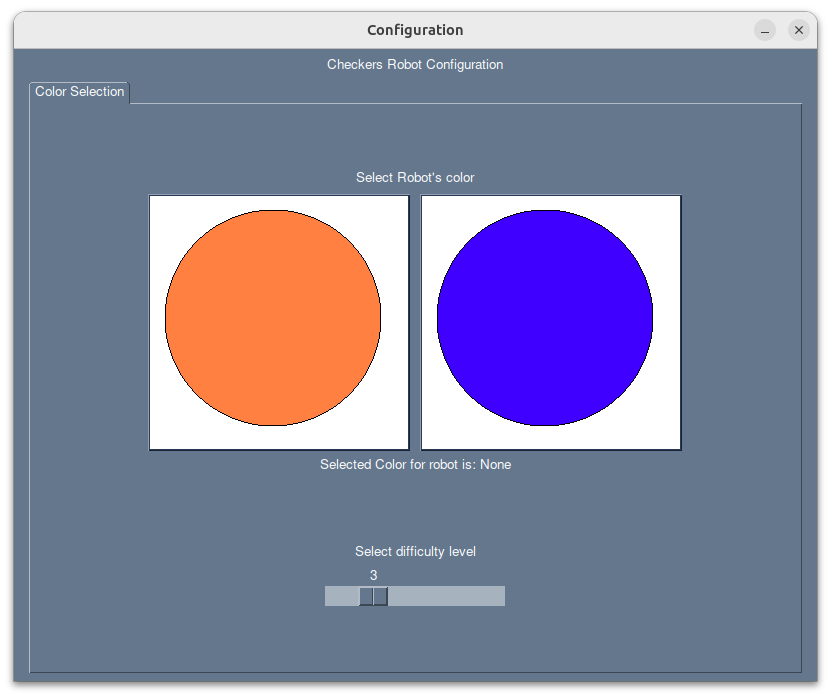 Configuration
Checkers Robot Configuration
Color Selection
Select Robot's color
Selected Color for robot is: None
Select difficulty level
3